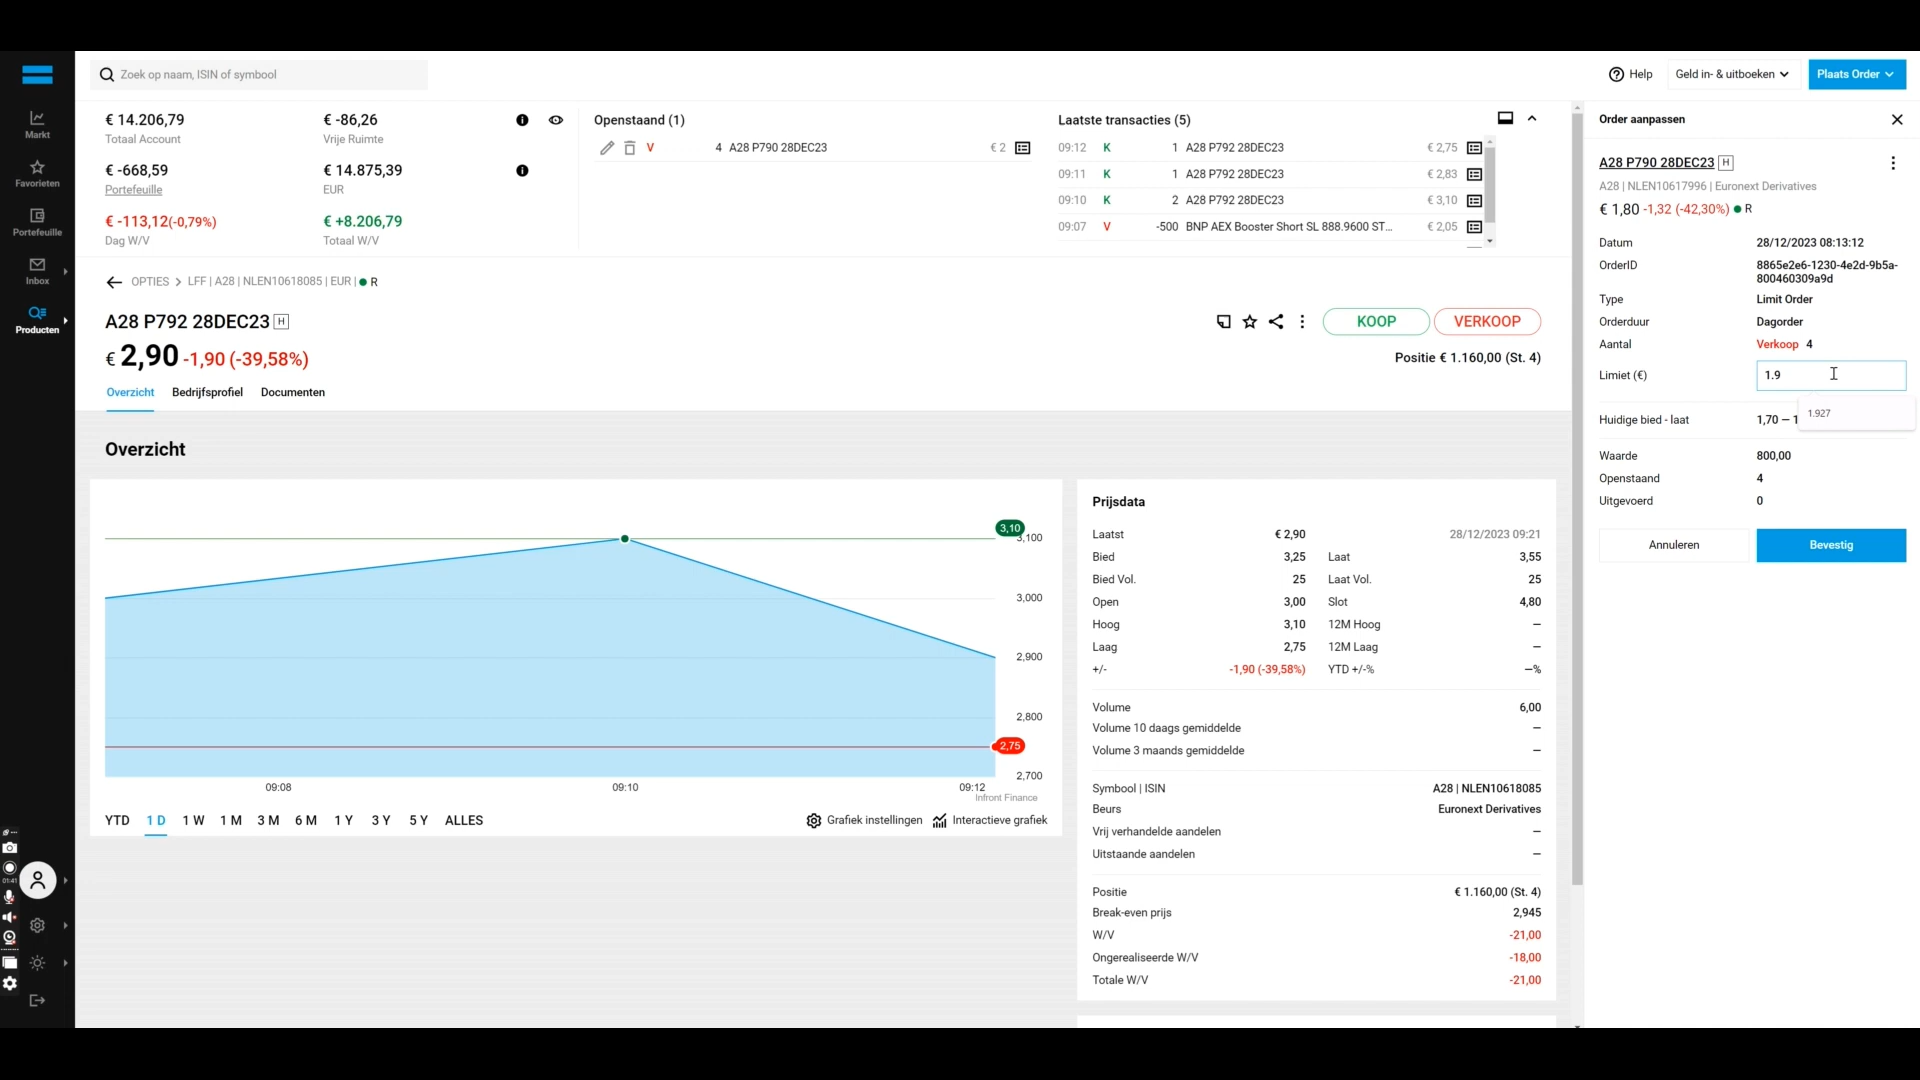 Zoek op naam, ISIN of symbool
Help
Geld in- & uitboeken
Plaats Order
Markt
Favorieten
Portefeuille
Inbox
Producten
01:41
€ 14.206,79
Totaal Account
€ -86,26
Vrije Ruimte
€ -668,59
Portefeuille
€ 14.875,39
EUR
€ -113,12(-0,79%)
Dag W/V
€ +8.206,79
Totaal W/V
Openstaand (1)
V 4 A28 P790 28DEC23 € 2
Laatste transacties (5)
09:12 K 1 A28 P792 28DEC23 € 2,75
09:11 K 1 A28 P792 28DEC23 € 2,83
09:10 K 2 A28 P792 28DEC23 € 3,10
09:07 V -500 BNP AEX Booster Short SL 888.9600 ST... € 2,05
OPTIES > LFF | A28 | NLEN10618085 | EUR | R
A28 P792 28DEC23 H
€ 2,90 -1,90 (-39,58%)
KOOP
VERKOOP
Positie € 1.160,00 (St. 4)
Overzicht
Bedrijfsprofiel
Documenten
Overzicht
3,10
3,100
3,000
2,900
2,800
2,75
2,700
09:08
09:10
09:12
Infront Finance
YTD 1 D 1 W 1 M 3 M 6 M 1 Y 3 Y 5 Y ALLES
Grafiek instellingen
Interactieve grafiek
Prijsdata
Laatst € 2,90 28/12/2023 09:21
Bied 3,25 Laat 3,55
Bied Vol. 25 Laat Vol. 25
Open 3,00 Slot 4,80
Hoog 3,10 12M Hoog –
Laag 2,75 12M Laag –
+/- -1,90 (-39,58%) YTD +/-% –%
Volume 6,00
Volume 10 daags gemiddelde –
Volume 3 maands gemiddelde –
Symbool | ISIN A28 | NLEN10618085
Beurs Euronext Derivatives
Vrij verhandelde aandelen –
Uitstaande aandelen –
Positie € 1.160,00 (St. 4)
Break-even prijs 2,945
W/V -21,00
Ongerealiseerde W/V -18,00
Totale W/V -21,00
Order aanpassen
A28 P790 28DEC23 H
A28 | NLEN10617996 | Euronext Derivatives
€ 1,80 -1,32 (-42,30%) R
Datum 28/12/2023 08:13:12
OrderID 8865e2e6-1230-4e2d-9b5a-
800460309a9d
Type Limit Order
Orderduur Dagorder
Aantal Verkoop 4
Limiet (€) 1.9
1.927
Huidige bied - laat 1,70 – 1
Waarde 800,00
Openstaand 4
Uitgevoerd 0
Annuleren
Bevestig